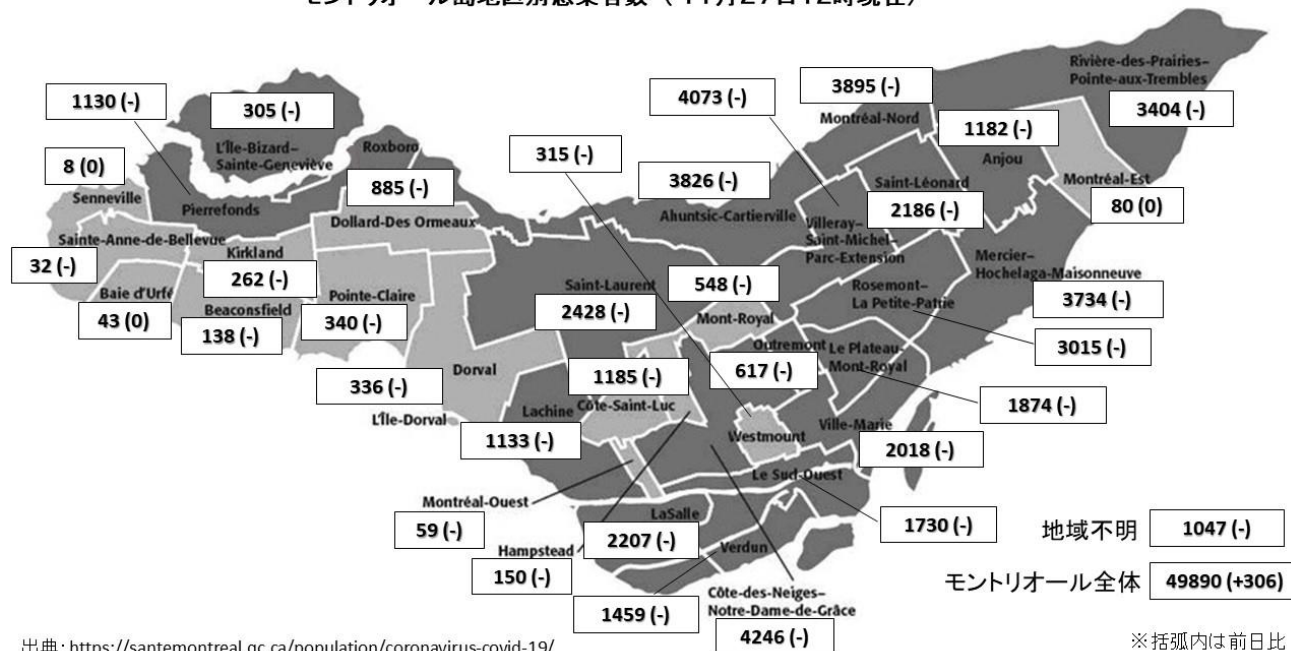 モントリオール島地区別感染者数（11月27日12時現在）
Rivière-des-Prairies–
Pointe-aux-Trembles
3404 (-)
3895 (-)
Montréal-Nord
4073 (-)
1182 (-)
Anjou
1130 (-)
305 (-)
L'Île-Bizard–
Sainte-Geneviève
Roxboro
315 (-)
8 (0)
Senneville
Pierrefonds
885 (-)
Dollard-Des Ormeaux
3826 (-)
Ahuntsic-Cartierville
Saint-Léonard
2186 (-)
Montréal-Est
80 (0)
Villeray–
Saint-Michel–
Parc-Extension
Sainte-Anne-de-Bellevue
32 (-)
Kirkland
262 (-)
Baie d'Urfé
43 (0)
Beaconsfield
138 (-)
Pointe-Claire
340 (-)
Saint-Laurent
2428 (-)
548 (-)
Mont-Royal
Mercier–
Hochelaga-Maisonneuve
3734 (-)
Rosemont–
La Petite-Patrie
3015 (-)
Outremont
617 (-)
Le Plateau-
Mont-Royal
1874 (-)
Dorval
336 (-)
L'Île-Dorval
1185 (-)
Côte-Saint-Luc
Lachine
1133 (-)
Westmount
Ville-Marie
2018 (-)
Le Sud-Ouest
1730 (-)
Montréal-Ouest
59 (-)
LaSalle
2207 (-)
Hampstead
150 (-)
Verdun
1459 (-)
Côte-des-Neiges–
Notre-Dame-de-Grâce
4246 (-)
地域不明 1047 (-)
モントリオール全体 49890 (+306)
出典: https://santemontreal.qc.ca/population/coronavirus-covid-19/
※括弧内は前日比